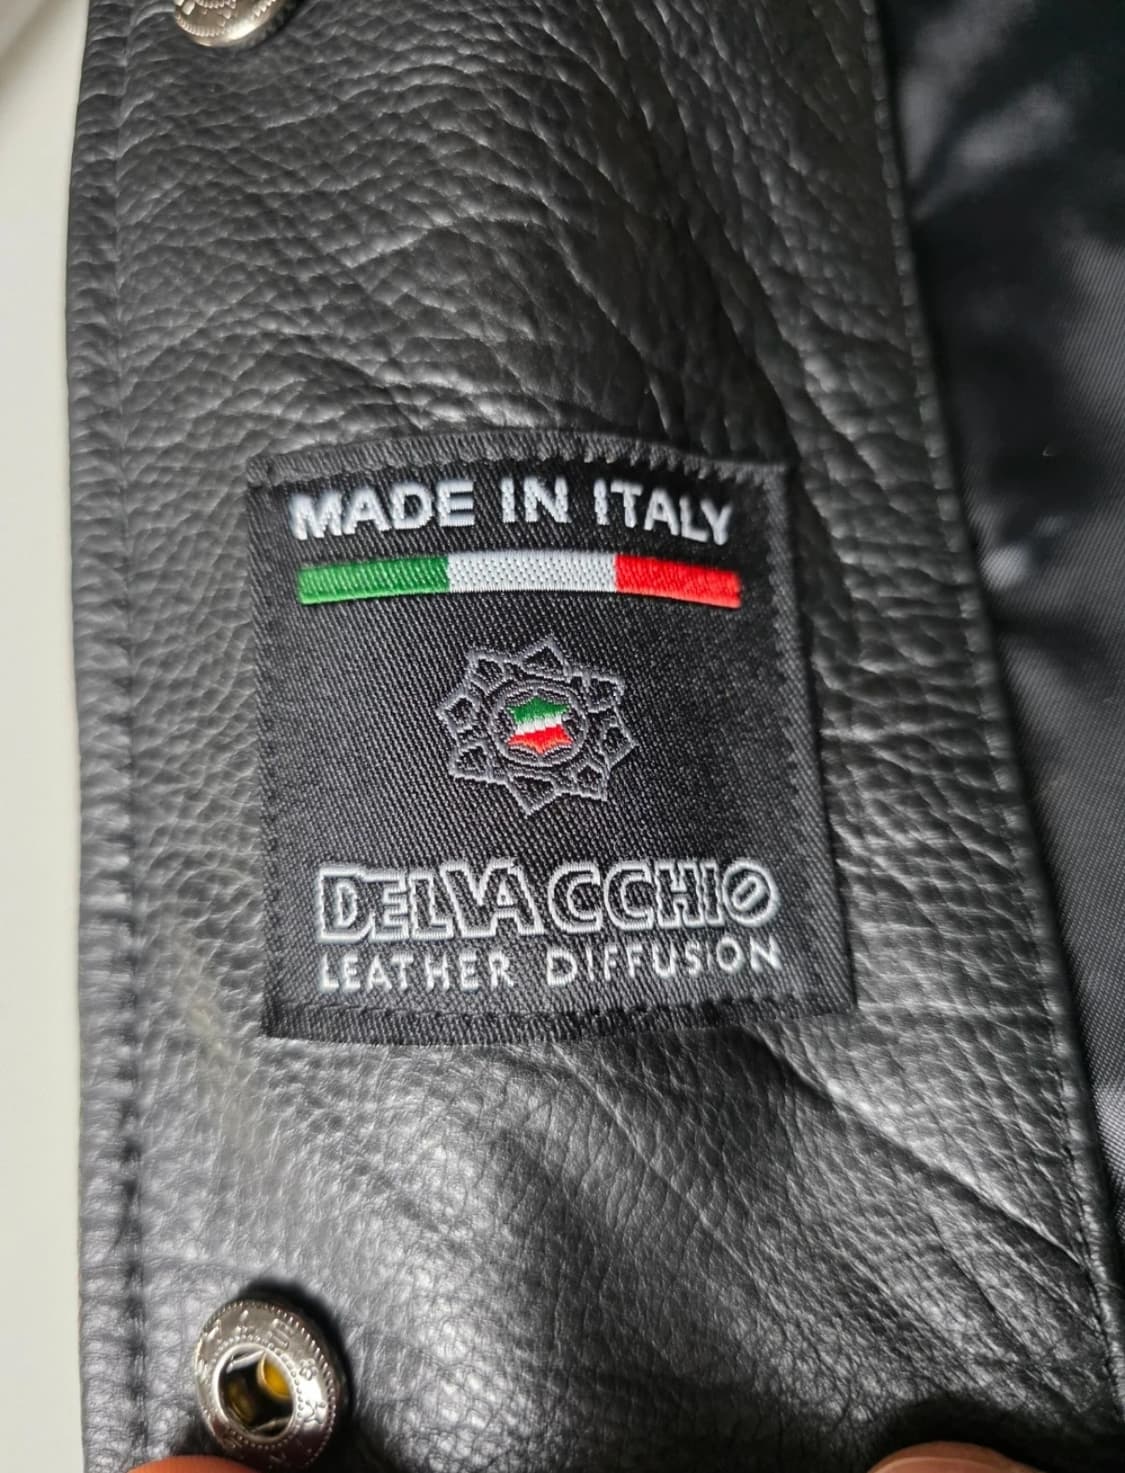 MADE IN ITALY
DELVACCHIO
LEATHER DIFFUSION